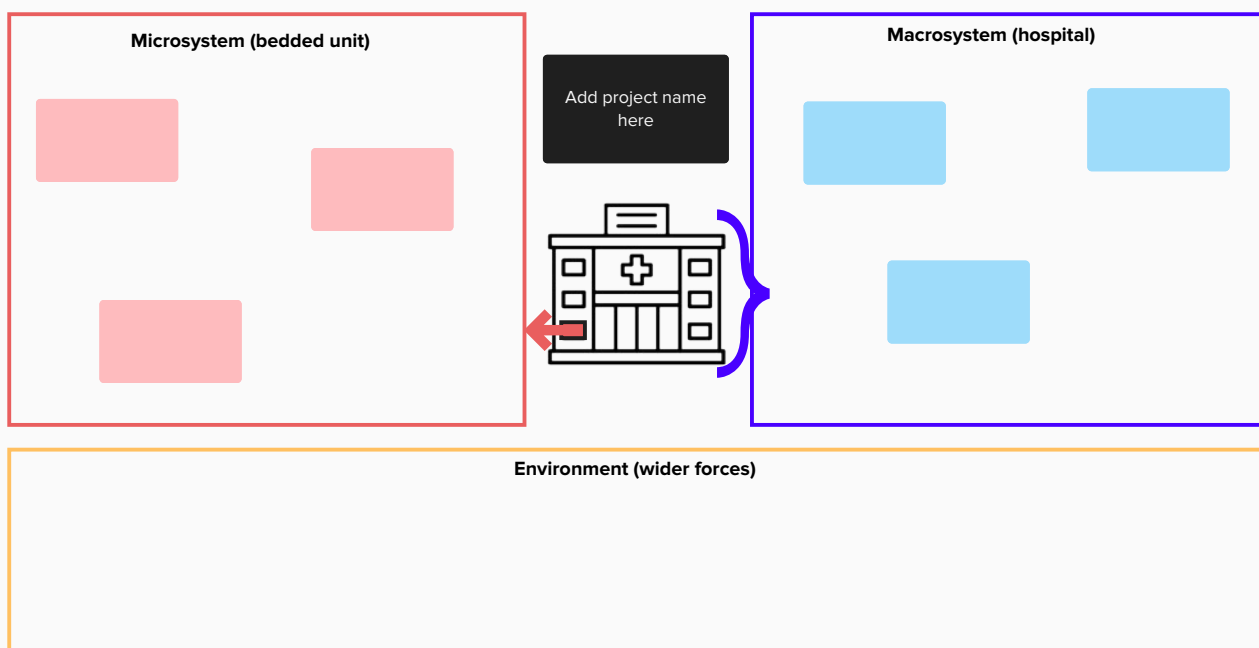 Microsystem (bedded unit)
Add project name
here
Macrosystem (hospital)
Environment (wider forces)